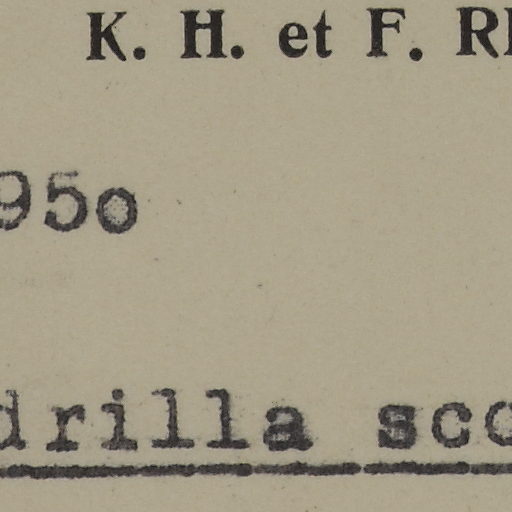 K. H. et F. R
95o
drilla sco